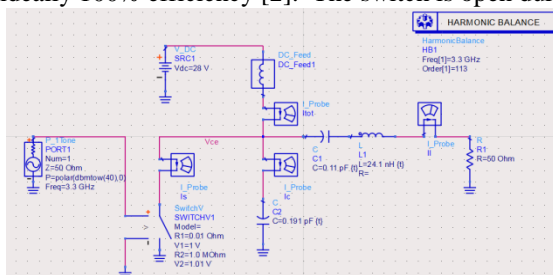 ideally 100% efficiency [2]. The switch is open du
HARMONIC BALANCE
HarmonicBalance
HB1
Freq[1]=3.3 GHz
Order[1]=113
V_DC
SRC1
Vdc=28 V
DC_Feed
DC_Feed1
I_Probe
Itot
P_1Tone
PORT1
Num=1
Z=50 Ohm
P=polar(dbmtow(40),0)
Freq=3.3 GHz
Vce
C
C1
C=0.11 pF {t}
L
L1
L=24.1 nH {t}
R=
I_Probe
Il
R
R1
R=50 Ohm
I_Probe
Is
I_Probe
Ic
SwitchV
SWITCHV1
Model=
R1=0.01 Ohm
V1=1 V
R2=1.0 MOhm
V2=1.01 V
C
C2
C=0.191 pF {t}